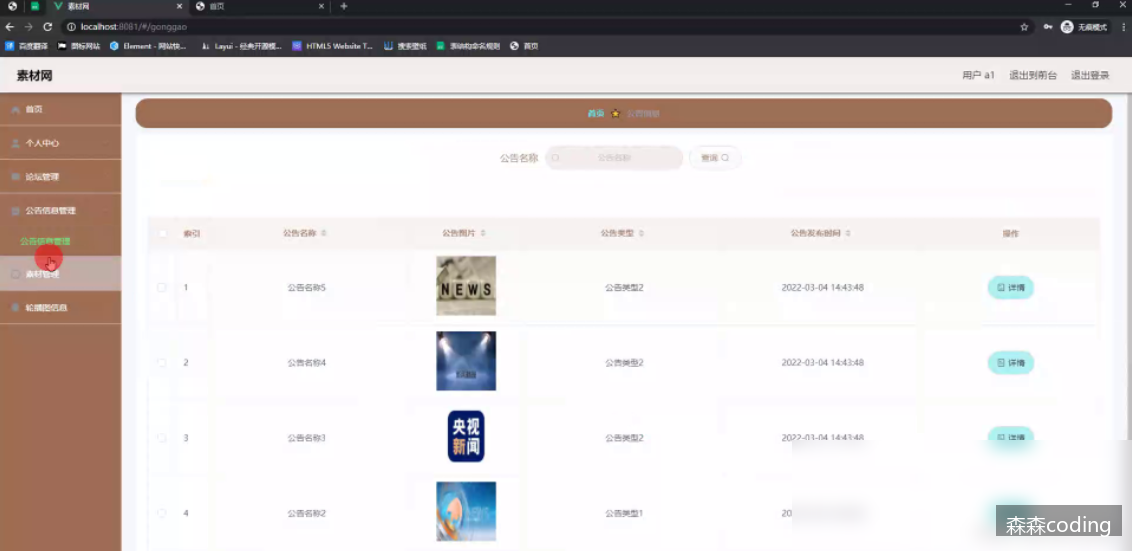 素材网
首页
localhost:8081/#/gonggao
无痕模式
百度翻译
图标网站
Element - 网站快...
Layui - 经典开源模...
HTML5 Website T...
搜索壁纸
首页
素材网
用户 a1
退出到前台
退出登录
首页
个人中心
论坛管理
公告信息管理
公告信息管理
素材管理
轮播图信息
首页
公告信息
公告名称
公告名称
查询
索引
公告名称
公告图片
公告类型
公告发布时间
操作
1
公告名称5
NEWS
公告类型2
2022-03-04 14:43:48
详情
2
公告名称4
公告类型2
2022-03-04 14:43:48
详情
3
公告名称3
央视
新闻
公告类型2
2022-03-04 14:43:48
详情
4
公告名称2
公告类型1
20
森森coding